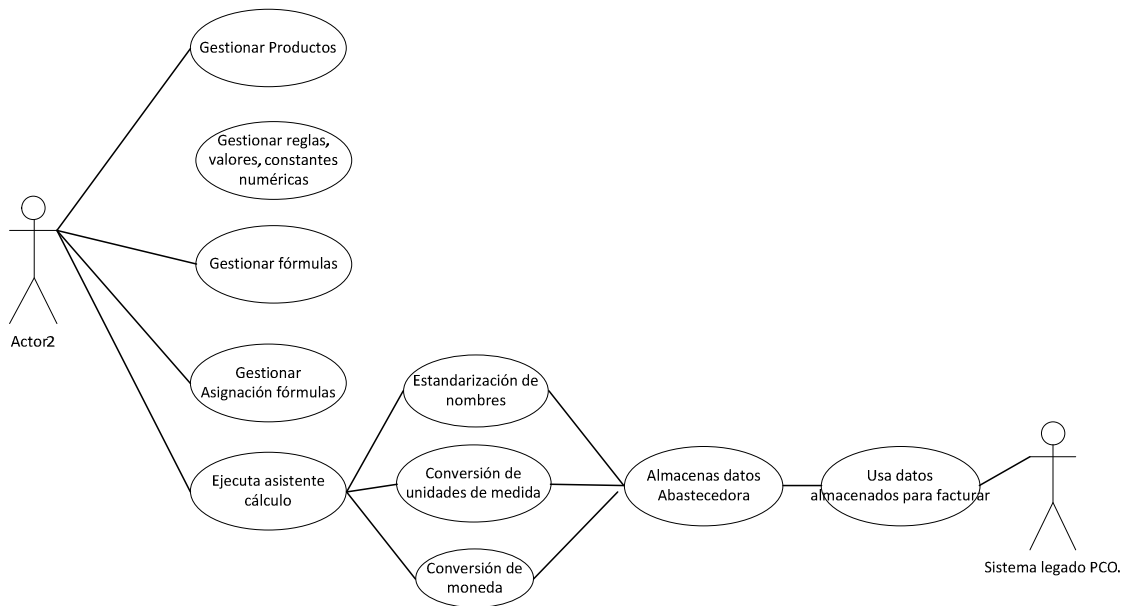 Gestionar Productos
Gestionar reglas,
valores, constantes
numéricas
Gestionar fórmulas
Actor2
Gestionar
Asignación fórmulas
Estandarización de
nombres
Ejecuta asistente
cálculo
Conversión de
unidades de medida
Conversión de
moneda
Almacenas datos
Abastecedora
Usa datos
almacenados para facturar
Sistema legado PCO.